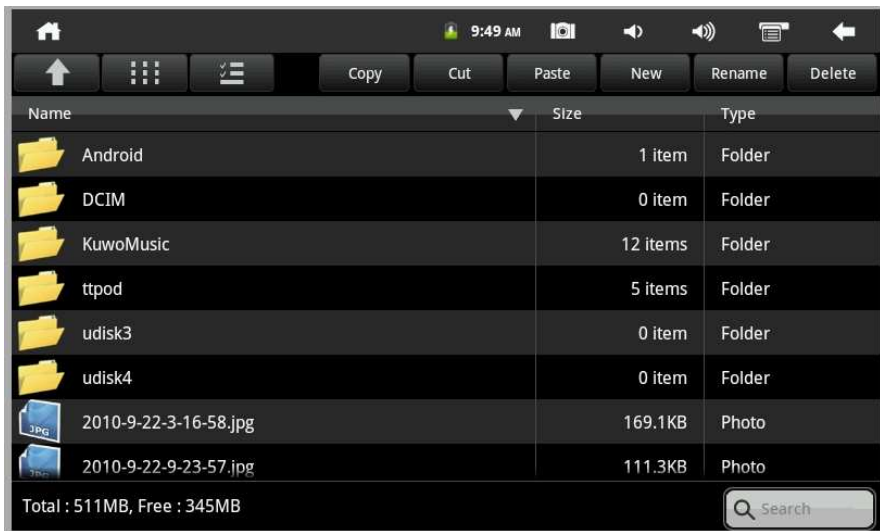 9:49 AM
Copy Cut Paste New Rename Delete
Name Size Type
Android 1 item Folder
DCIM 0 item Folder
KuwoMusic 12 items Folder
ttpod 5 items Folder
udisk3 0 item Folder
udisk4 0 item Folder
JPG 2010-9-22-3-16-58.jpg 169.1KB Photo
JPG 2010-9-22-9-23-57.jpg 111.3KB Photo
Total : 511MB, Free : 345MB Search